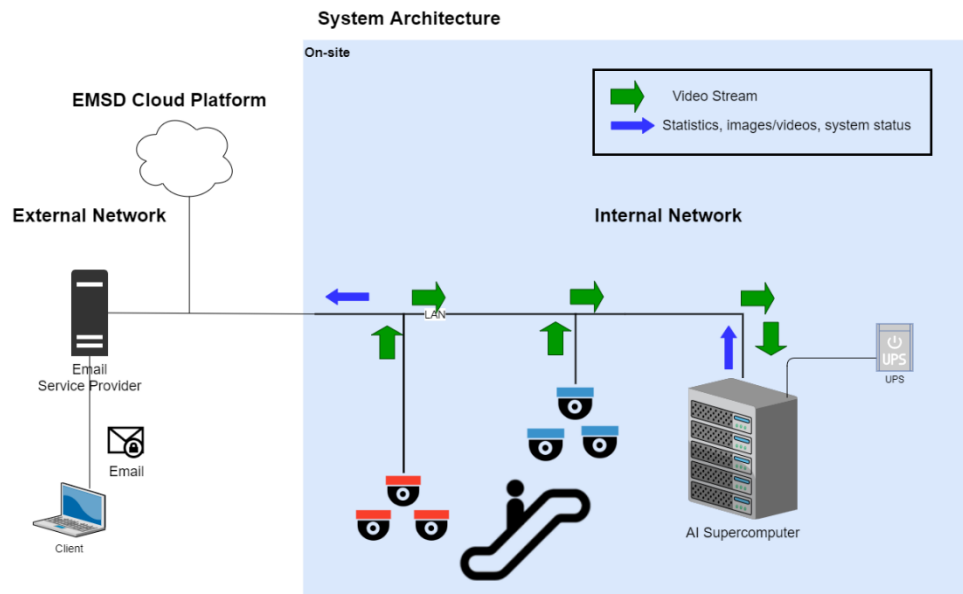 System Architecture
On-site
EMSD Cloud Platform
Video Stream
Statistics, images/videos, system status
External Network
Internal Network
LAN
Email
Service Provider
UPS
UPS
Email
AI Supercomputer
Client